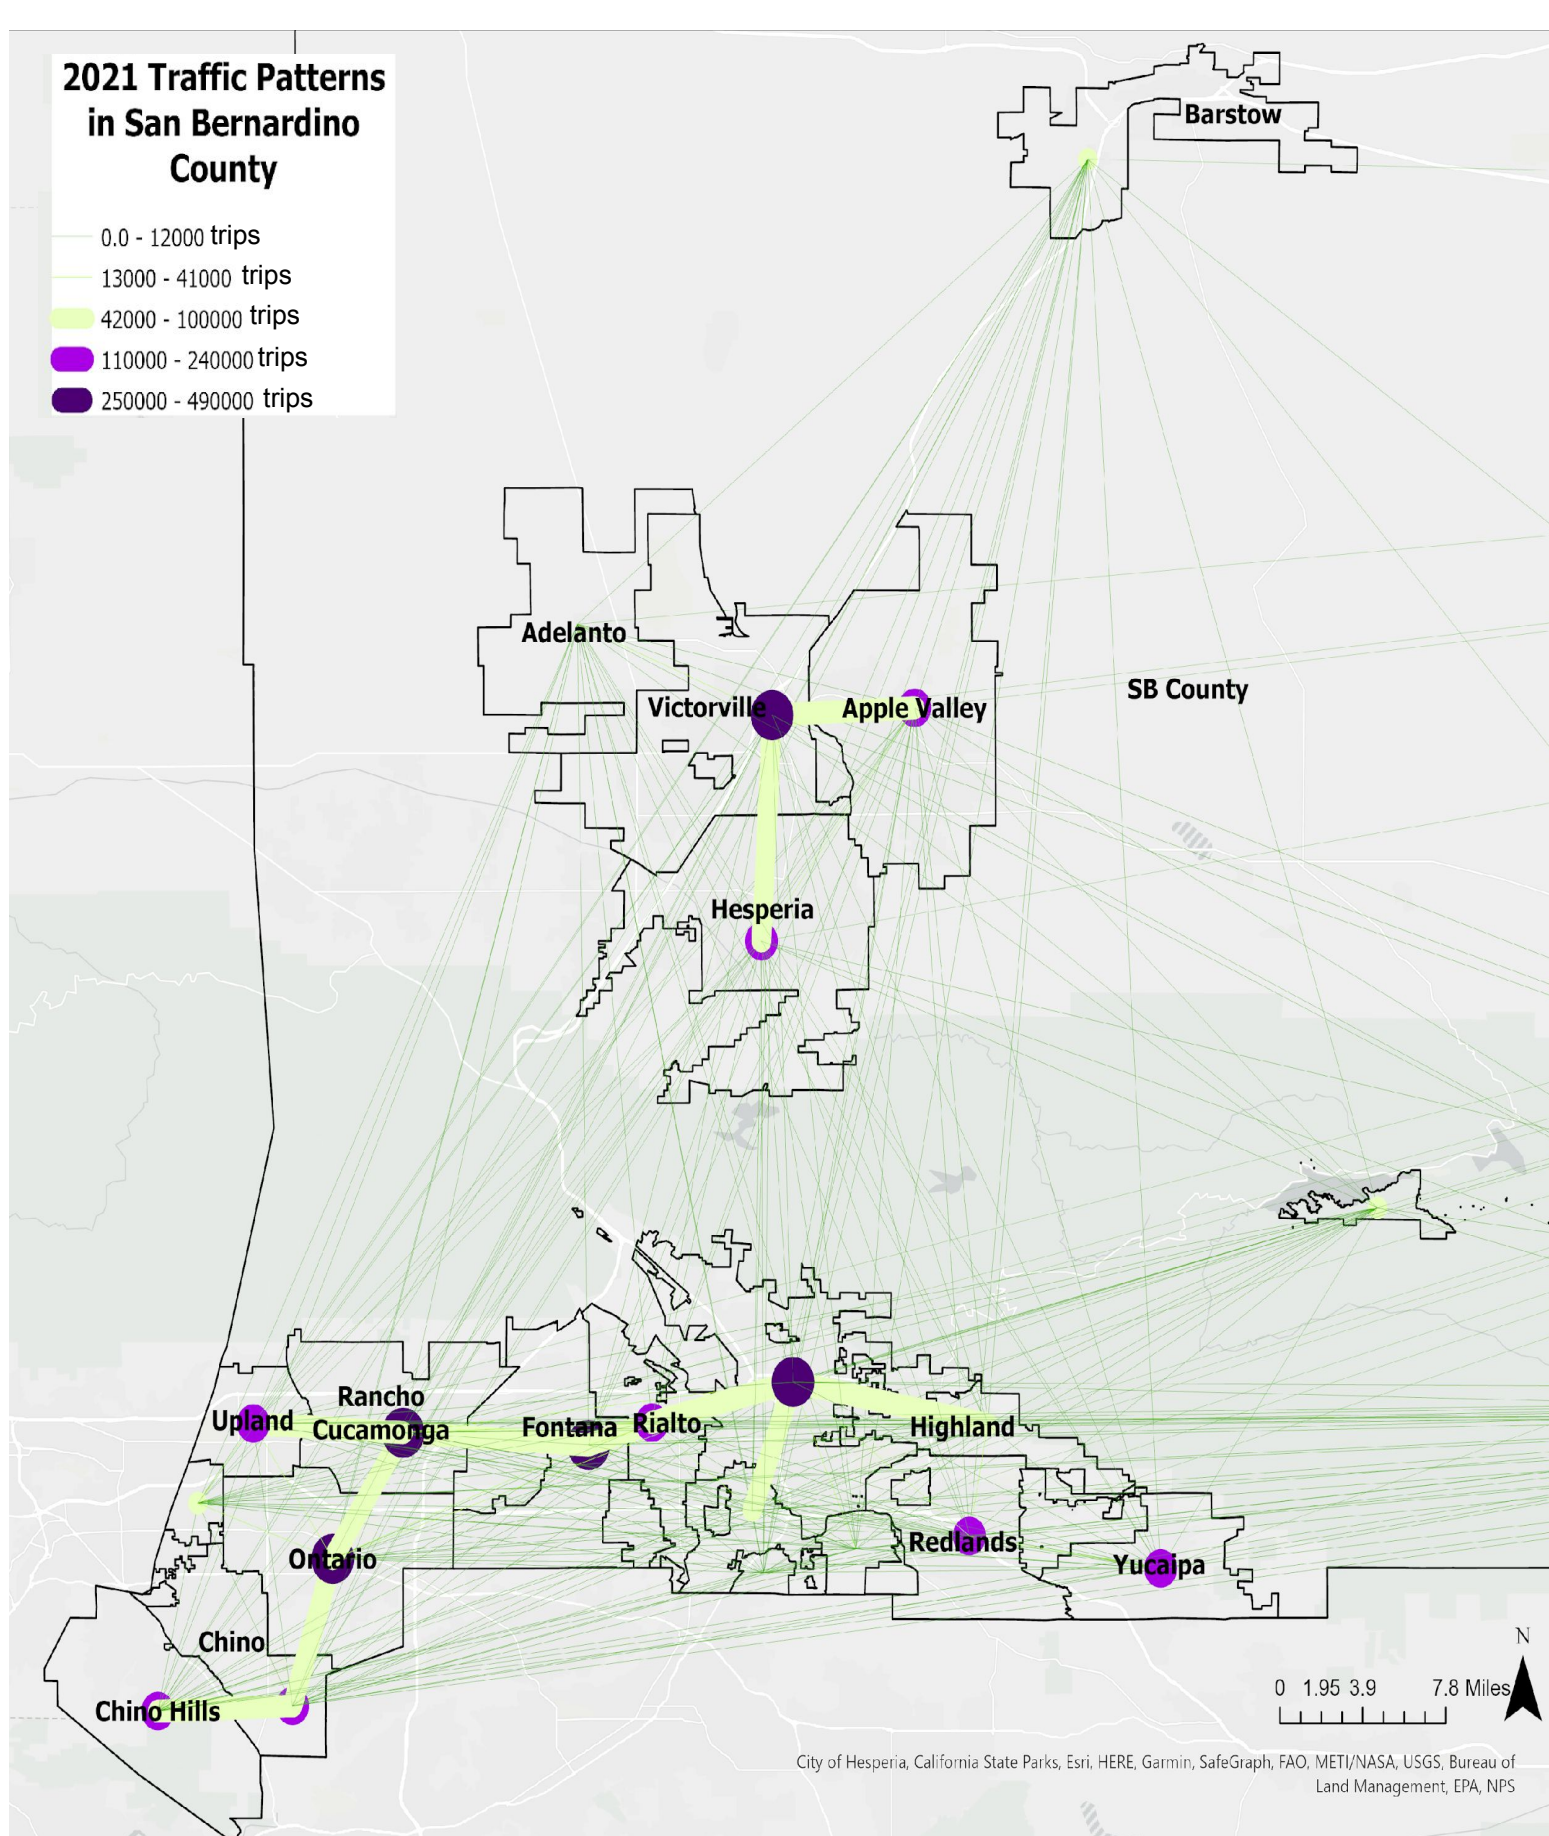 2021 Traffic Patterns
in San Bernardino
County
0.0 - 12000 trips
13000 - 41000 trips
42000 - 100000 trips
110000 - 240000 trips
250000 - 490000 trips
Barstow
Adelanto
SB County
Victorville
Apple Valley
Hesperia
Rancho
Cucamonga
Upland
Fontana
Rialto
Highland
Redlands
Ontario
Yucaipa
Chino
Chino Hills
N
0 1.95 3.9 7.8 Miles
City of Hesperia, California State Parks, Esri, HERE, Garmin, SafeGraph, FAO, METI/NASA, USGS, Bureau of
Land Management, EPA, NPS